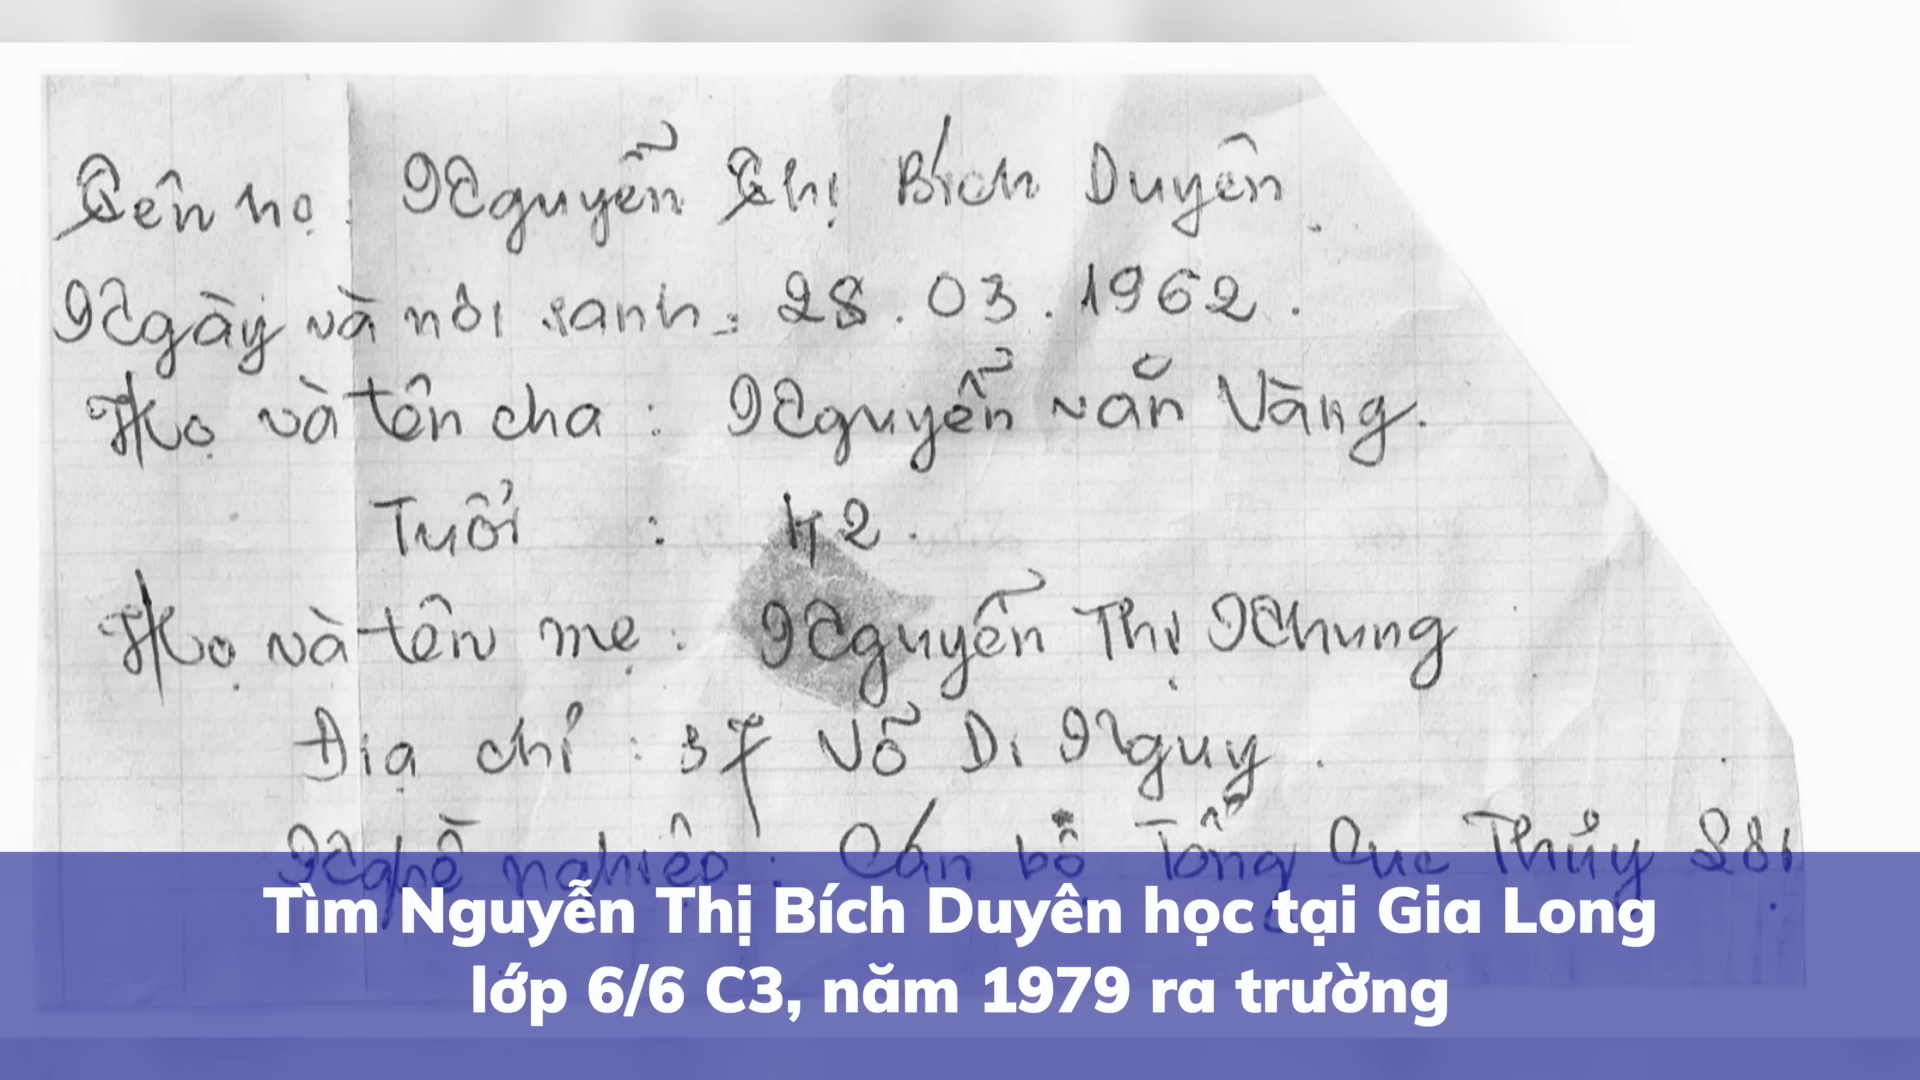 Tên họ: Nguyễn Thị Bích Duyên.
Ngày và nơi sanh: 28.03.1962.
Họ và tên cha: Nguyễn văn Vàng.
Tuổi : 42.
Họ và tên mẹ: Nguyễn Thị Nhung
Địa chỉ: 37 Võ Di Nguy.
Nghề nghiệp: Cán bộ Tổng Cục Thủy Lợi
Tìm Nguyễn Thị Bích Duyên học tại Gia Long
lớp 6/6 C3, năm 1979 ra trường